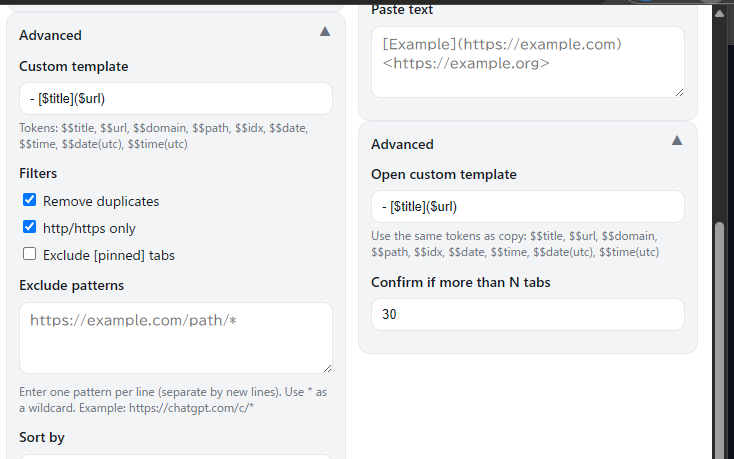 Advanced
Custom template
- [$title]($url)
Tokens: $$title, $$url, $$domain, $$path, $$idx, $$date,
$$time, $$date(utc), $$time(utc)
Filters
Remove duplicates
http/https only
Exclude [pinned] tabs
Exclude patterns
https://example.com/path/*
Enter one pattern per line (separate by new lines). Use * as
a wildcard. Example: https://chatgpt.com/c/*
Sort by
Paste text
[Example](https://example.com)
<https://example.org>
Advanced
Open custom template
- [$title]($url)
Use the same tokens as copy: $$title, $$url, $$domain,
$$path, $$idx, $$date, $$time, $$date(utc), $$time(utc)
Confirm if more than N tabs
30